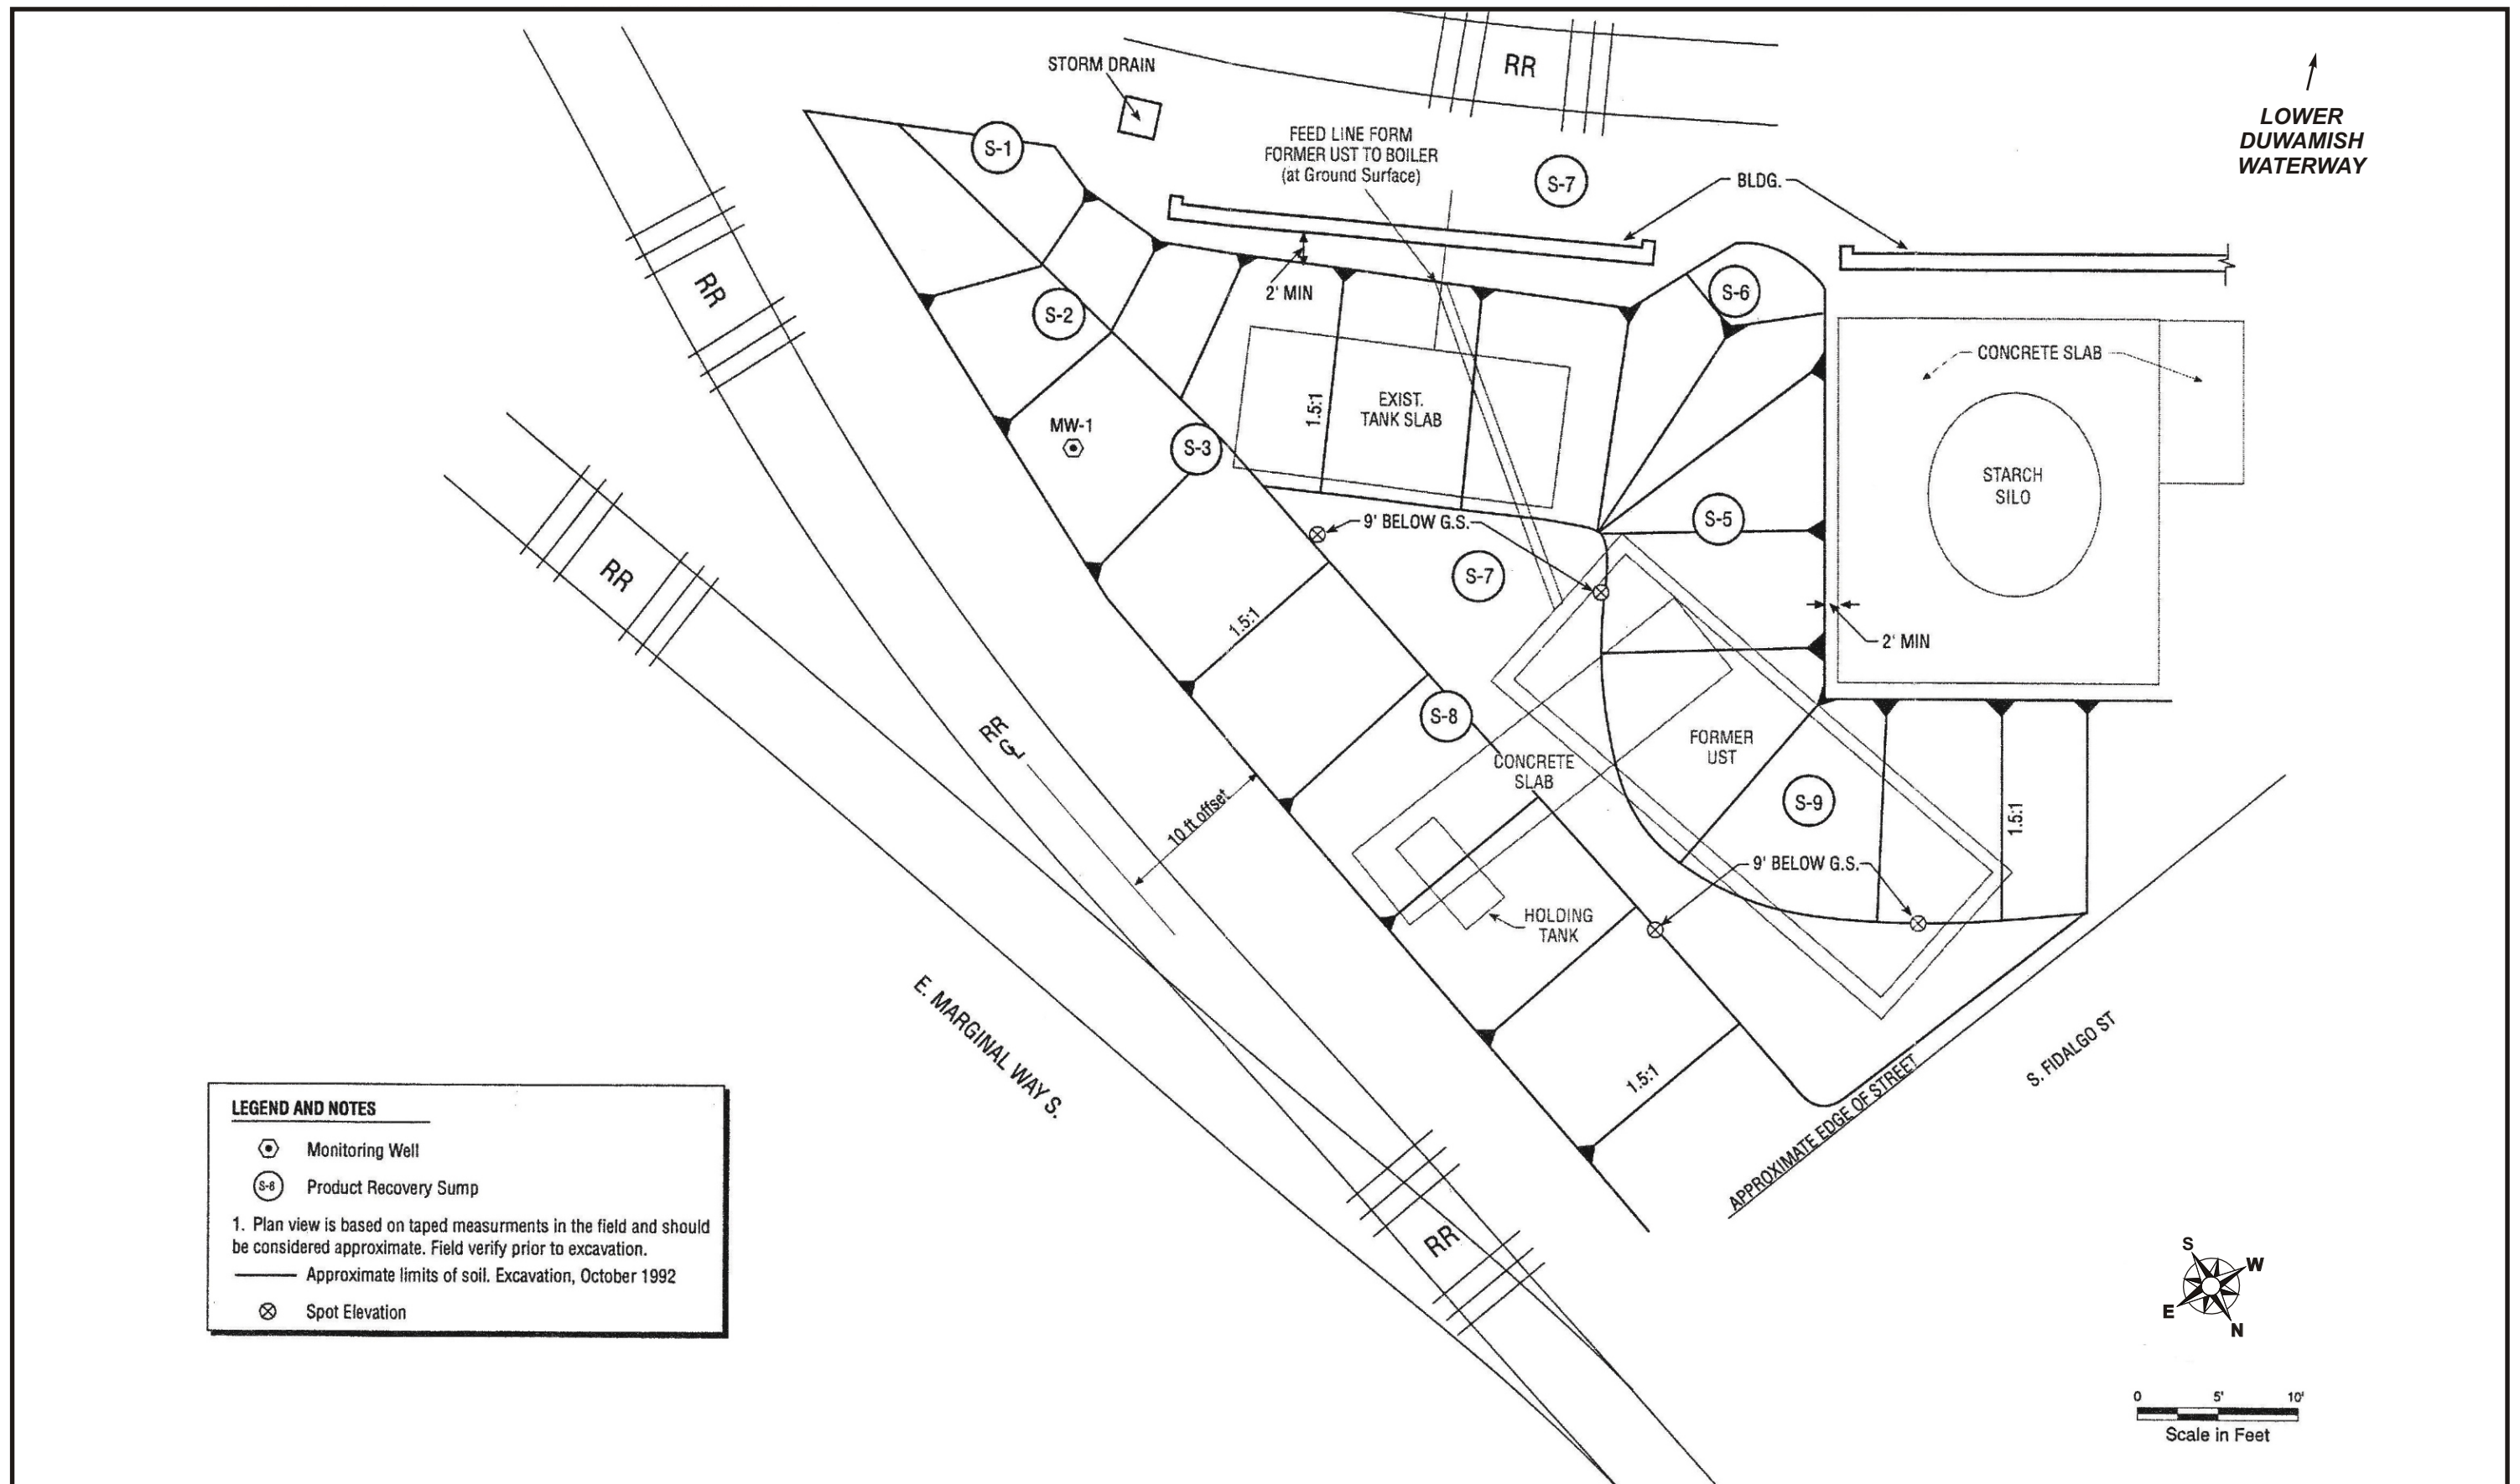 RR
STORM DRAIN
LOWER
DUWAMISH
WATERWAY
FEED LINE FORM
FORMER UST TO BOILER
(at Ground Surface)
S-1
S-7
BLDG.
RR
S-2
2' MIN
S-6
CONCRETE SLAB
EXIST.
TANK SLAB
1.5:1
MW-1
S-3
STARCH
SILO
9' BELOW G.S.
S-5
RR
S-7
1.5:1
2' MIN
S-8
RR
CL
FORMER
UST
CONCRETE
SLAB
10 ft offset
S-9
1.5:1
9' BELOW G.S.
HOLDING
TANK
E. MARGINAL WAY S.
1.5:1
APPROXIMATE EDGE OF STREET
S. FIDALGO ST
RR
LEGEND AND NOTES
Monitoring Well
S-8
Product Recovery Sump
1. Plan view is based on taped measurments in the field and should
be considered approximate. Field verify prior to excavation.
Approximate limits of soil. Excavation, October 1992
Spot Elevation
S
W
E
N
0 5' 10'
Scale in Feet